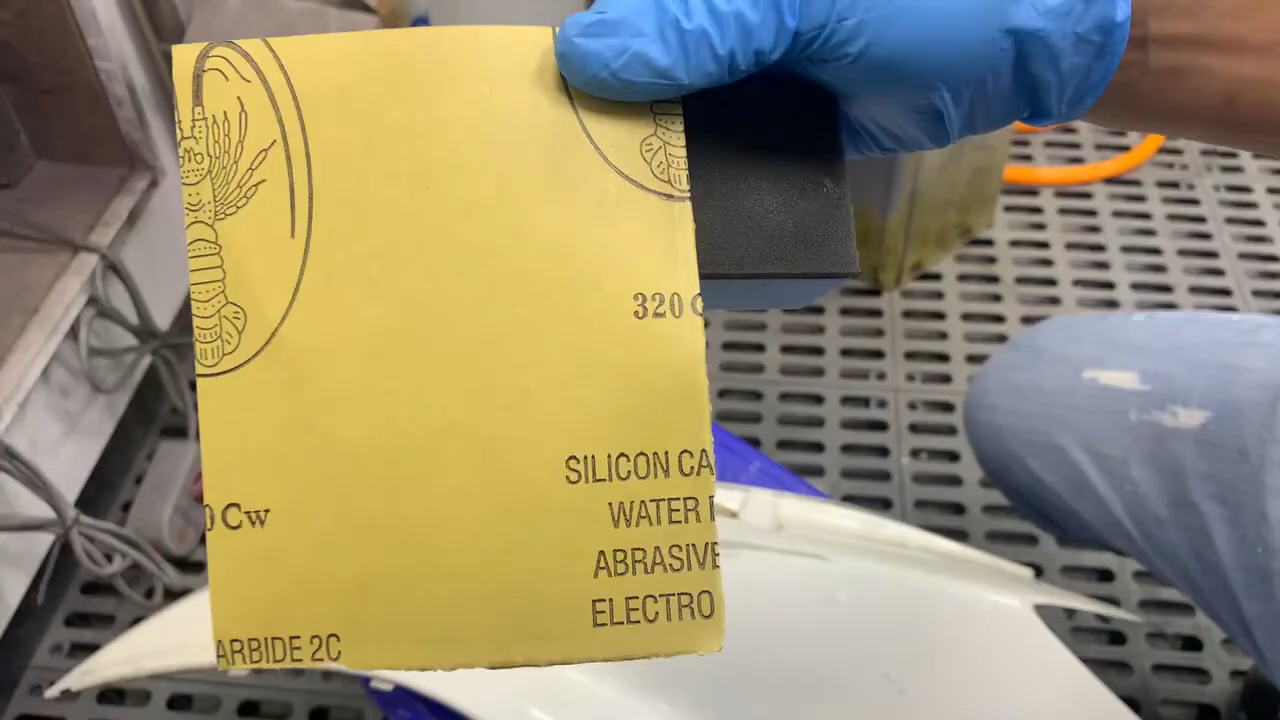 320 C
SILICON CA
WATER
0 Cw
ABRASIVE
ELECTRO
ARBIDE 2C